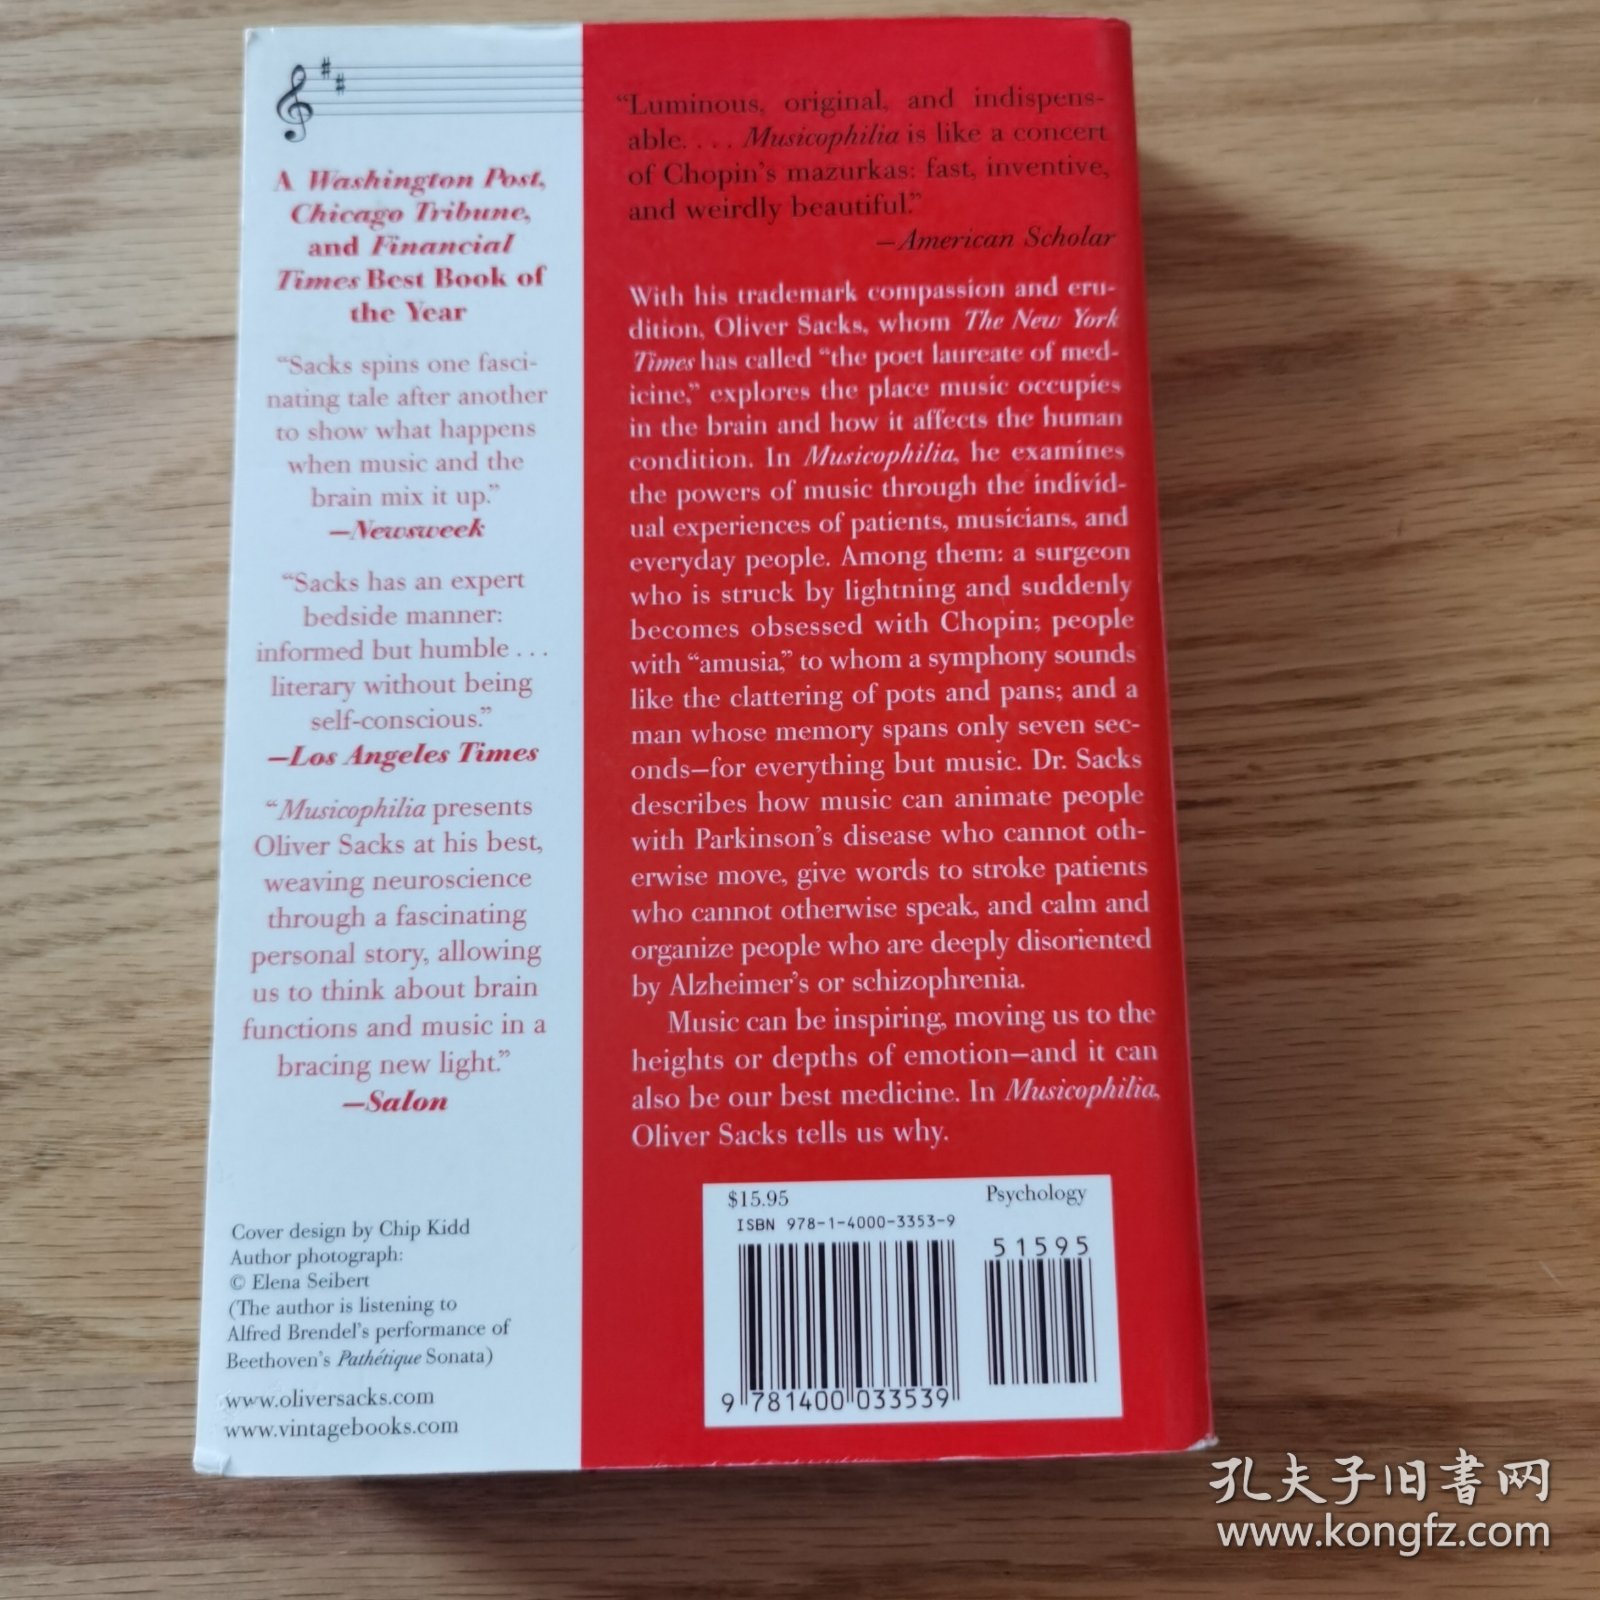 A Washington Post,
Chicago Tribune,
and Financial
Times Best Book of
the Year
“Sacks spins one fasci-
nating tale after another
to show what happens
when music and the
brain mix it up.”
—Newsweek
“Sacks has an expert
bedside manner:
informed but humble . . .
literary without being
self-conscious.”
—Los Angeles Times
“Musicophilia presents
Oliver Sacks at his best,
weaving neuroscience
through a fascinating
personal story, allowing
us to think about brain
functions and music in a
bracing new light.”
—Salon
Cover design by Chip Kidd
Author photograph:
© Elena Seibert
(The author is listening to
Alfred Brendel’s performance of
Beethoven’s Pathétique Sonata)
www.oliversacks.com
www.vintagebooks.com
“Luminous, original, and indispens-
able. . . . Musicophilia is like a concert
of Chopin’s mazurkas: fast, inventive,
and weirdly beautiful.”
—American Scholar
With his trademark compassion and eru-
dition, Oliver Sacks, whom The New York
Times has called “the poet laureate of med-
icine,” explores the place music occupies
in the brain and how it affects the human
condition. In Musicophilia, he examines
the powers of music through the individ-
ual experiences of patients, musicians, and
everyday people. Among them: a surgeon
who is struck by lightning and suddenly
becomes obsessed with Chopin; people
with “amusia,” to whom a symphony sounds
like the clattering of pots and pans; and a
man whose memory spans only seven sec-
onds—for everything but music. Dr. Sacks
describes how music can animate people
with Parkinson’s disease who cannot oth-
erwise move, give words to stroke patients
who cannot otherwise speak, and calm and
organize people who are deeply disoriented
by Alzheimer’s or schizophrenia.
Music can be inspiring, moving us to the
heights or depths of emotion—and it can
also be our best medicine. In Musicophilia,
Oliver Sacks tells us why.
$15.95 Psychology
ISBN 978-1-4000-3353-9
51595
9 781400 033539
孔夫子旧书网
www.kongfz.com